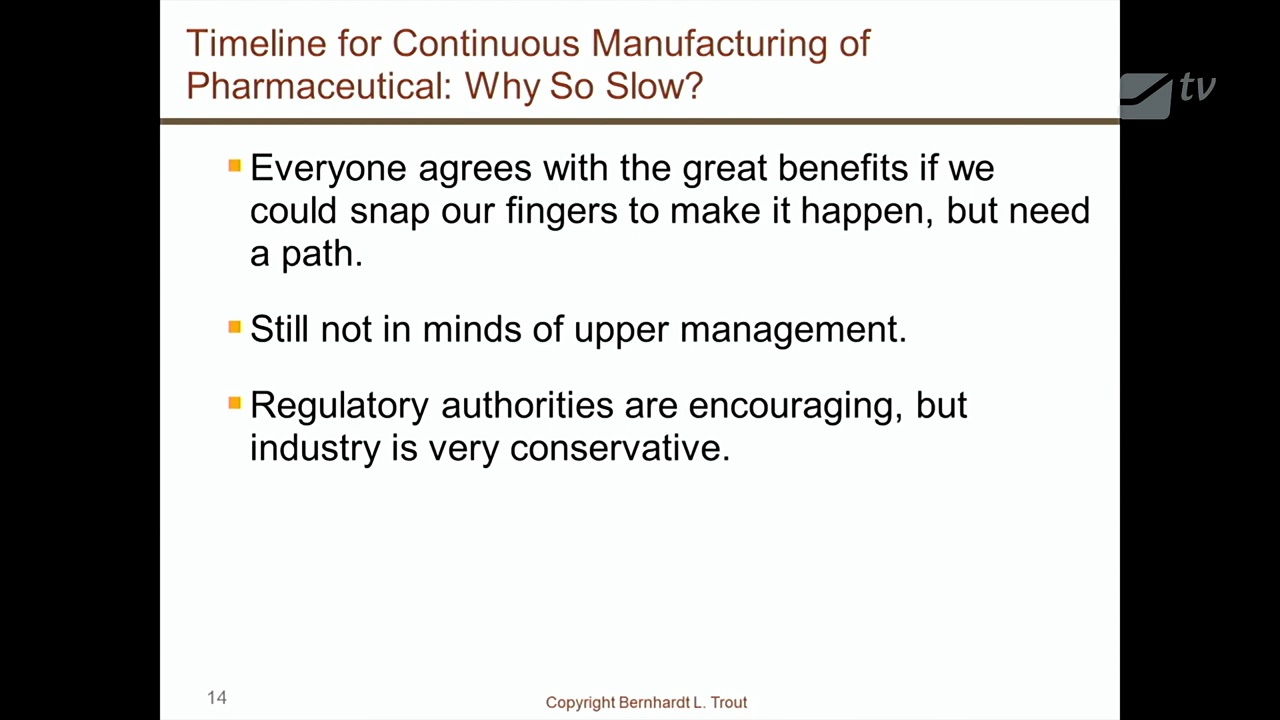 Timeline for Continuous Manufacturing of
Pharmaceutical: Why So Slow?
tv
Everyone agrees with the great benefits if we
could snap our fingers to make it happen, but need
a path.
Still not in minds of upper management.
Regulatory authorities are encouraging, but
industry is very conservative.
14
Copyright Bernhardt L. Trout